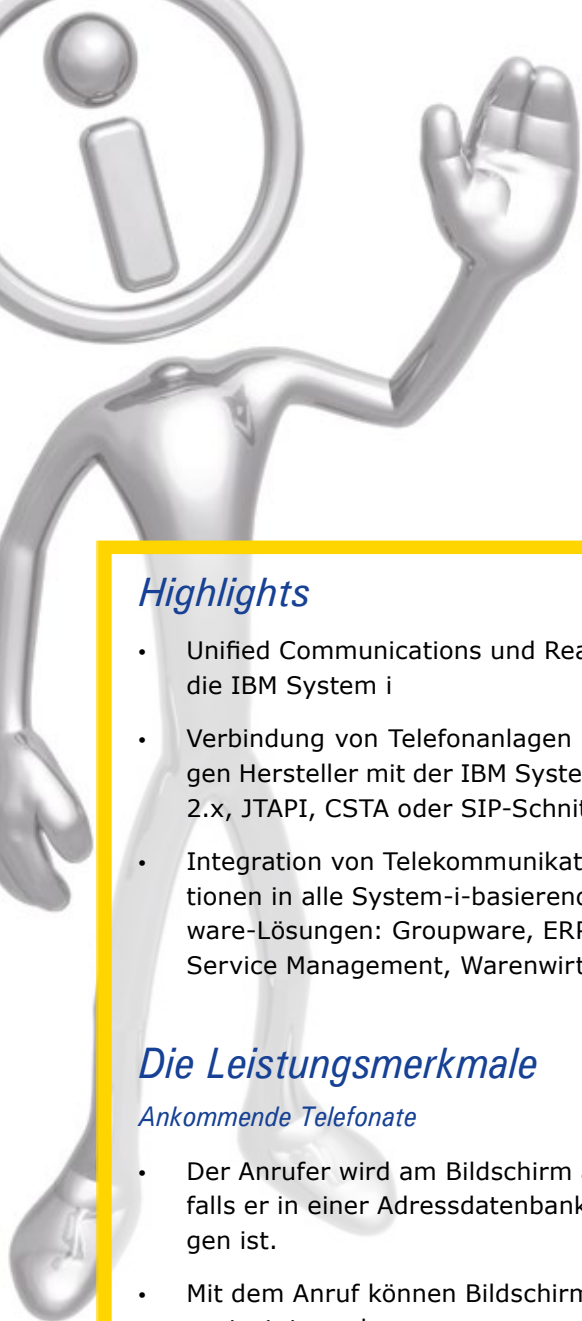 Highlights
• Unified Communications und Rea
die IBM System i
• Verbindung von Telefonanlagen
gen Hersteller mit der IBM Syste
2.x, JTAPI, CSTA oder SIP-Schnit
• Integration von Telekommunikat
tionen in alle System-i-basierend
ware-Lösungen: Groupware, ERP
Service Management, Warenwirt
Die Leistungsmerkmale
Ankommende Telefonate
• Der Anrufer wird am Bildschirm
falls er in einer Adressdatenbank
gen ist.
• Mit dem Anruf können Bildschirm